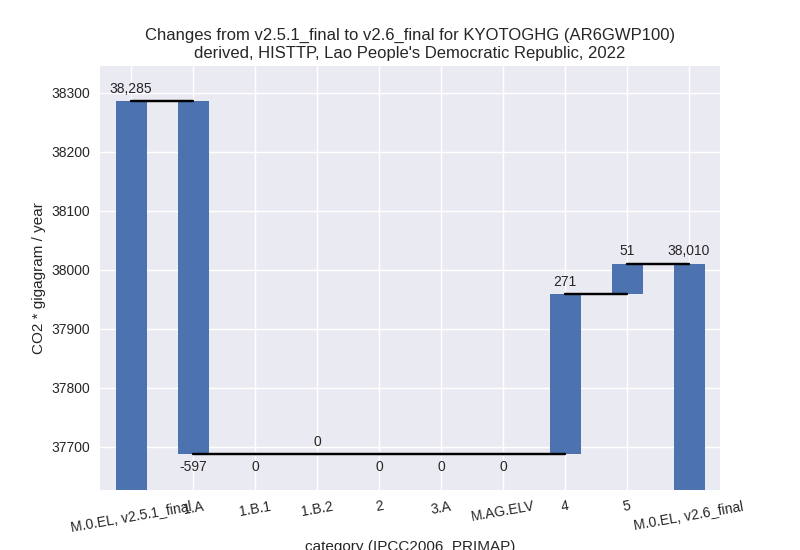 Changes from v2.5.1_final to v2.6_final for KYOTOGHG (AR6GWP100)
derived, HISTTP, Lao People's Democratic Republic, 2022
CO2 * gigagram / year
38300
38200
38100
38000
37900
37800
37700
38,285
-597
0
0
0
0
0
271
51
38,010
M.0.EL, v2.5.1_final
1.A
1.B.1
1.B.2
2
3.A
M.AG.ELV
4
5
M.0.EL, v2.6_final
category (IPCC2006_PRIMAP)